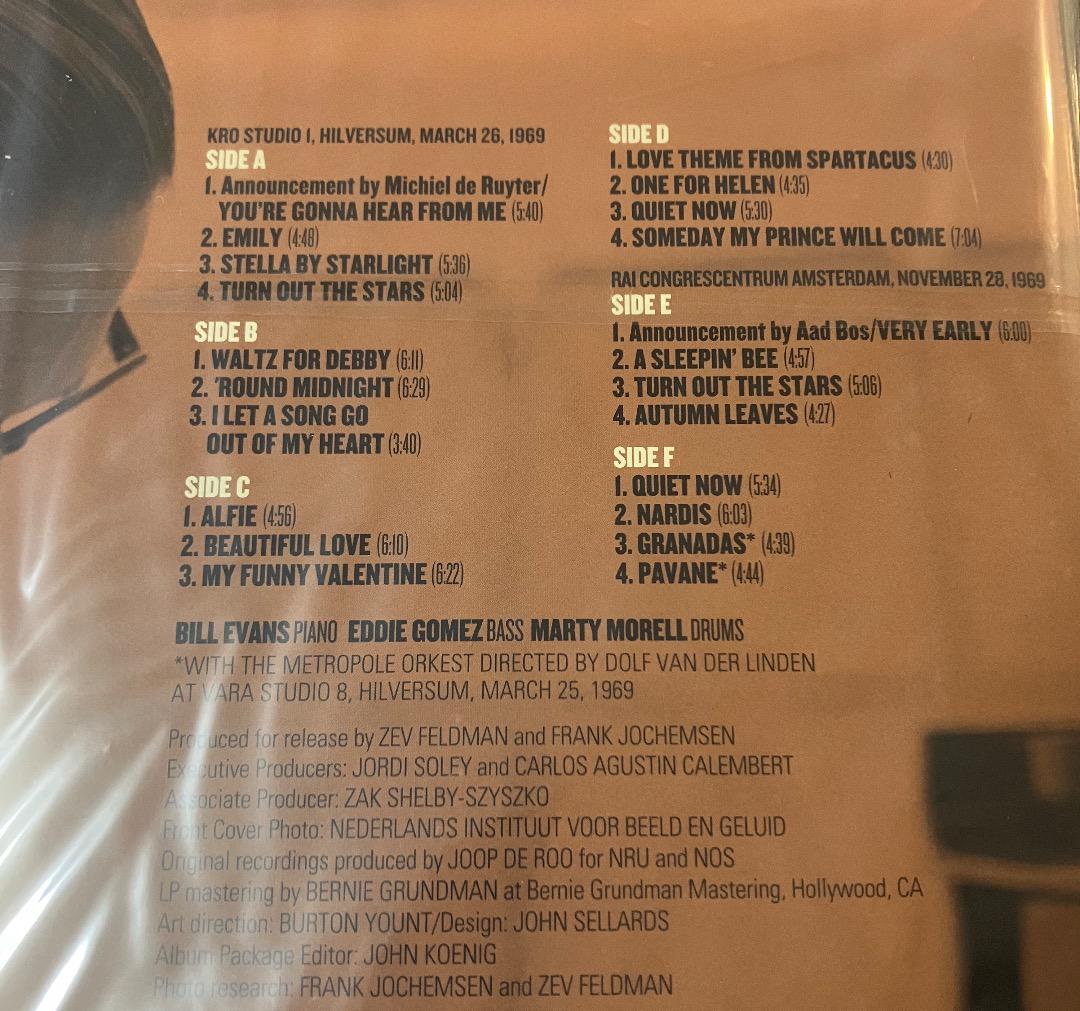 KRO STUDIO 1, HILVERSUM, MARCH 26, 1969
SIDE A
1. Announcement by Michiel de Ruyter/
YOU'RE GONNA HEAR FROM ME (5:40)
2. EMILY (4:48)
3. STELLA BY STARLIGHT (5:36)
4. TURN OUT THE STARS (5:04)
SIDE B
1. WALTZ FOR DEBBY (6:11)
2. 'ROUND MIDNIGHT (6:29)
3. I LET A SONG GO
OUT OF MY HEART (3:40)
SIDE C
1. ALFIE (4:56)
2. BEAUTIFUL LOVE (6:10)
3. MY FUNNY VALENTINE (6:22)
SIDE D
1. LOVE THEME FROM SPARTACUS (4:30)
2. ONE FOR HELEN (4:35)
3. QUIET NOW (5:30)
4. SOMEDAY MY PRINCE WILL COME (7:04)
RAI CONGRESCENTRUM AMSTERDAM, NOVEMBER 28, 1969
SIDE E
1. Announcement by Aad Bos/VERY EARLY (6:00)
2. A SLEEPIN' BEE (4:57)
3. TURN OUT THE STARS (5:06)
4. AUTUMN LEAVES (4:27)
SIDE F
1. QUIET NOW (5:34)
2. NARDIS (6:03)
3. GRANADAS* (4:39)
4. PAVANE* (4:44)
BILL EVANS PIANO EDDIE GOMEZ BASS MARTY MORELL DRUMS
*WITH THE METROPOLE ORKEST DIRECTED BY DOLF VAN DER LINDEN
AT VARA STUDIO 8, HILVERSUM, MARCH 25, 1969
Produced for release by ZEV FELDMAN and FRANK JOCHEMSEN
Executive Producers: JORDI SOLEY and CARLOS AGUSTIN CALEMBERT
Associate Producer: ZAK SHELBY-SZYSZKO
Front Cover Photo: NEDERLANDS INSTITUUT VOOR BEELD EN GELUID
Original recordings produced by JOOP DE ROO for NRU and NOS
LP mastering by BERNIE GRUNDMAN at Bernie Grundman Mastering, Hollywood, CA
Art direction: BURTON YOUNT/Design: JOHN SELLARDS
Album Package Editor: JOHN KOENIG
Photo research: FRANK JOCHEMSEN and ZEV FELDMAN